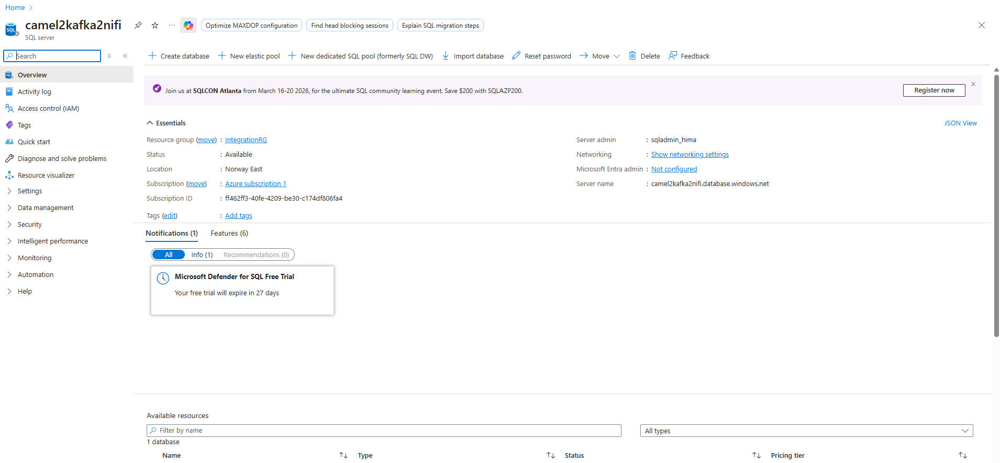 Home
camel2kafka2nifi
SQL server
Optimize MAXDOP configuration
Find head blocking sessions
Explain SQL migration steps
Search
Create database
New elastic pool
New dedicated SQL pool (formerly SQL DW)
Import database
Reset password
Move
Delete
Feedback
Overview
Activity log
Access control (IAM)
Tags
Quick start
Diagnose and solve problems
Resource visualizer
Settings
Data management
Security
Intelligent performance
Monitoring
Automation
Help
Join us at SQLCON Atlanta from March 16-20 2026, for the ultimate SQL community learning event. Save $200 with SQLAZP200.
Register now
Essentials
JSON View
Resource group (move) : IntegrationRG
Status : Available
Location : Norway East
Subscription (move) : Azure subscription 1
Subscription ID : ff462ff3-40fe-4209-be30-c174df806fa4
Tags (edit) : Add tags
Server admin : sqladmin_hima
Networking : Show networking settings
Microsoft Entra admin : Not configured
Server name : camel2kafka2nifi.database.windows.net
Notifications (1)
Features (6)
All
Info (1)
Recommendations (0)
Microsoft Defender for SQL Free Trial
Your free trial will expire in 27 days
Available resources
Filter by name
All types
1 database
Name
Type
Status
Pricing tier